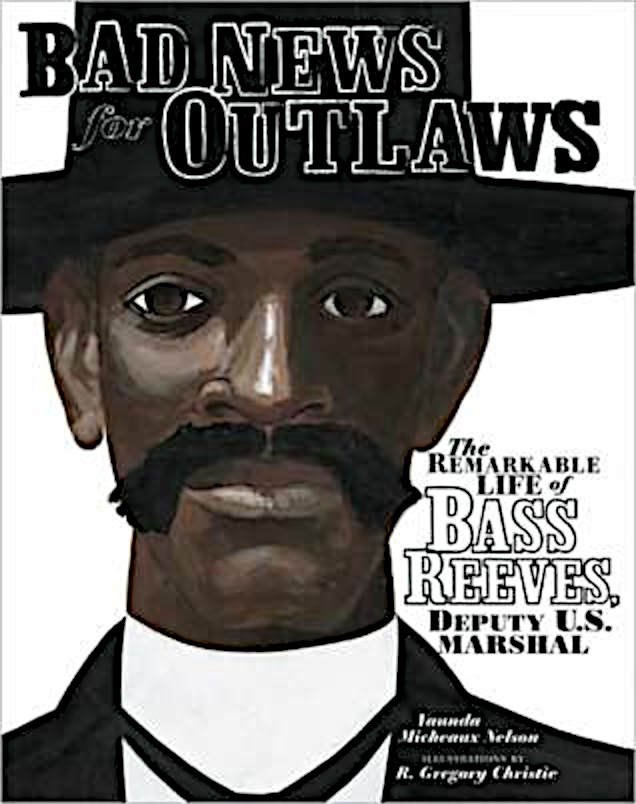 BAD NEWS
for OUTLAWS
The
REMARKABLE
LIFE of
BASS
REEVES,
DEPUTY U.S.
MARSHAL
Vaunda
Micheaux Nelson
ILLUSTRATIONS BY
R. Gregory Christie